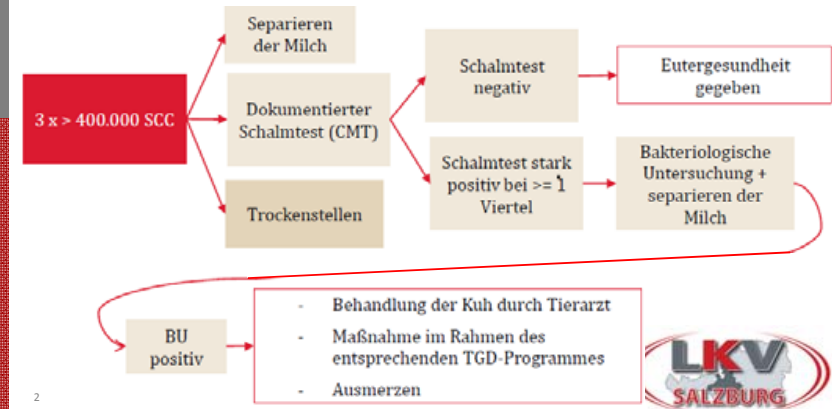 Separieren
der Milch
3 x > 400.000 SCC
Dokumentierter
Schalmtest (CMT)
Trockenstellen
Schalmtest
negativ
Eutergesundheit
gegeben
Schalmtest stark
positiv bei >= 1
Viertel
Bakteriologische
Untersuchung +
separieren der
Milch
BU
positiv
- Behandlung der Kuh durch Tierarzt
- Maßnahme im Rahmen des
entsprechenden TGD-Programmes
- Ausmerzen
LKV
SALZBURG
2